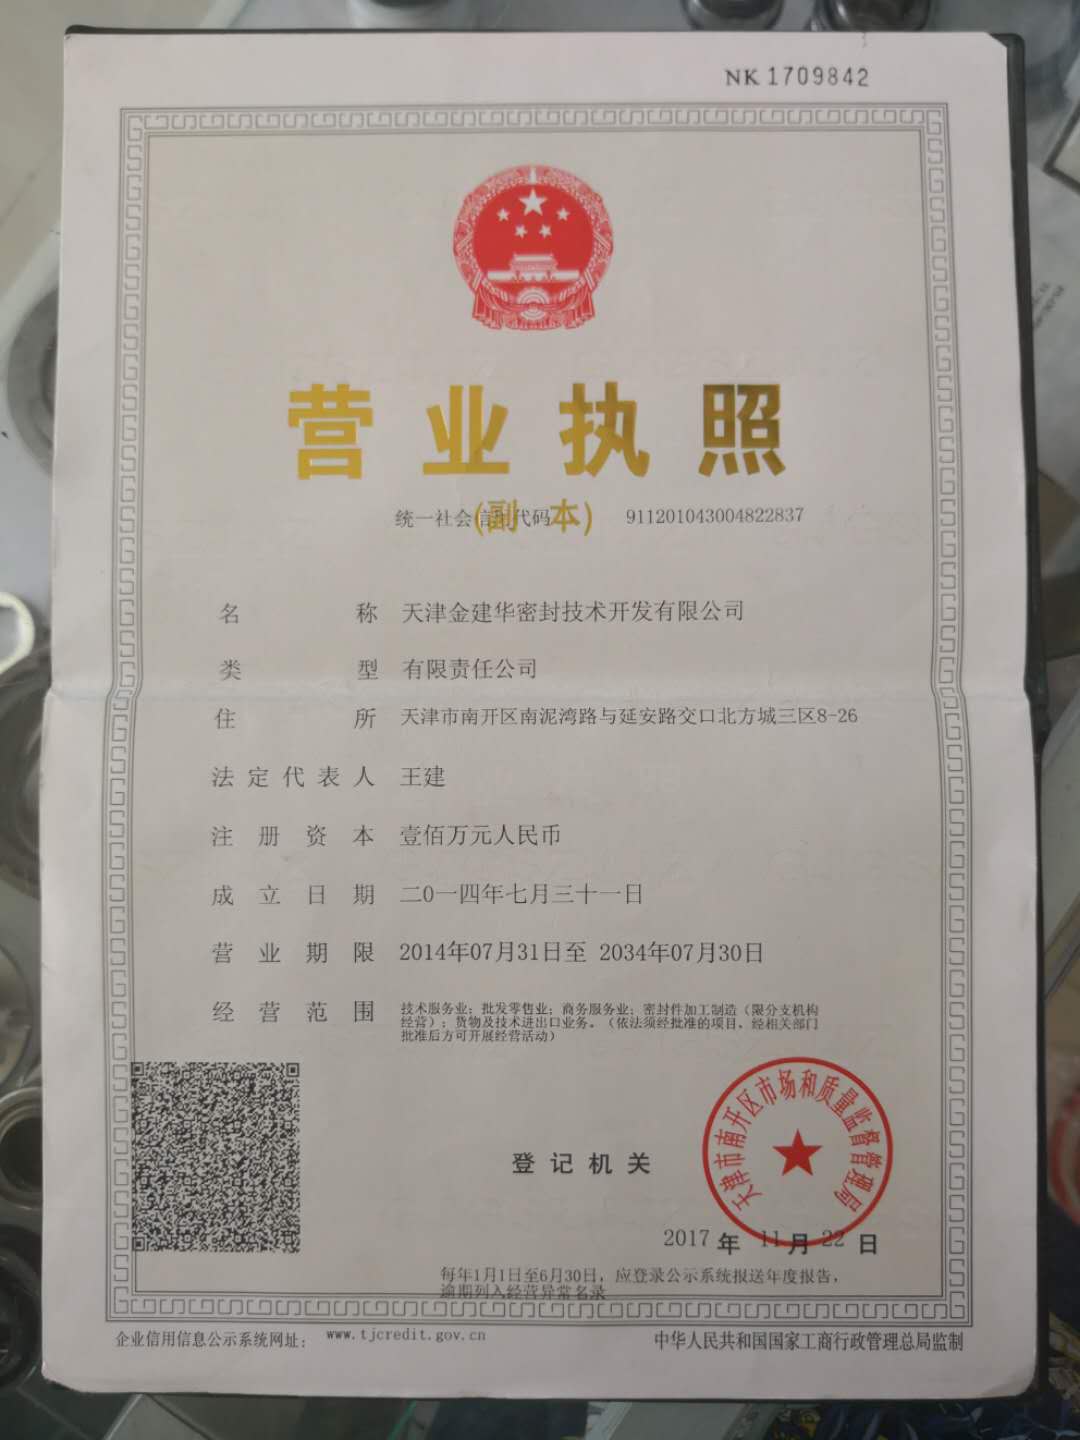 NK 1709842
营业执照
(副本)
统一社会信用代码 911201043004822837
名称 天津金建华密封技术开发有限公司
类型 有限责任公司
住所 天津市南开区南泥湾路与延安路交口北方城三区8-26
法定代表人 王建
注册资本 壹佰万元人民币
成立日期 二0一四年七月三十一日
营业期限 2014年07月31日至 2034年07月30日
经营范围 技术服务业；批发零售业；商务服务业；密封件加工制造（限分支机构
经营）；货物及技术进出口业务。（依法须经批准的项目，经相关部门
批准后方可开展经营活动）
天津市南开区市场和质量监督管理局
登记机关
2017 年 11 月 22 日
每年1月1日至6月30日，应登录公示系统报送年度报告，
逾期列入经营异常名录
企业信用信息公示系统网址： www.tjcredit.gov.cn
中华人民共和国国家工商行政管理总局监制